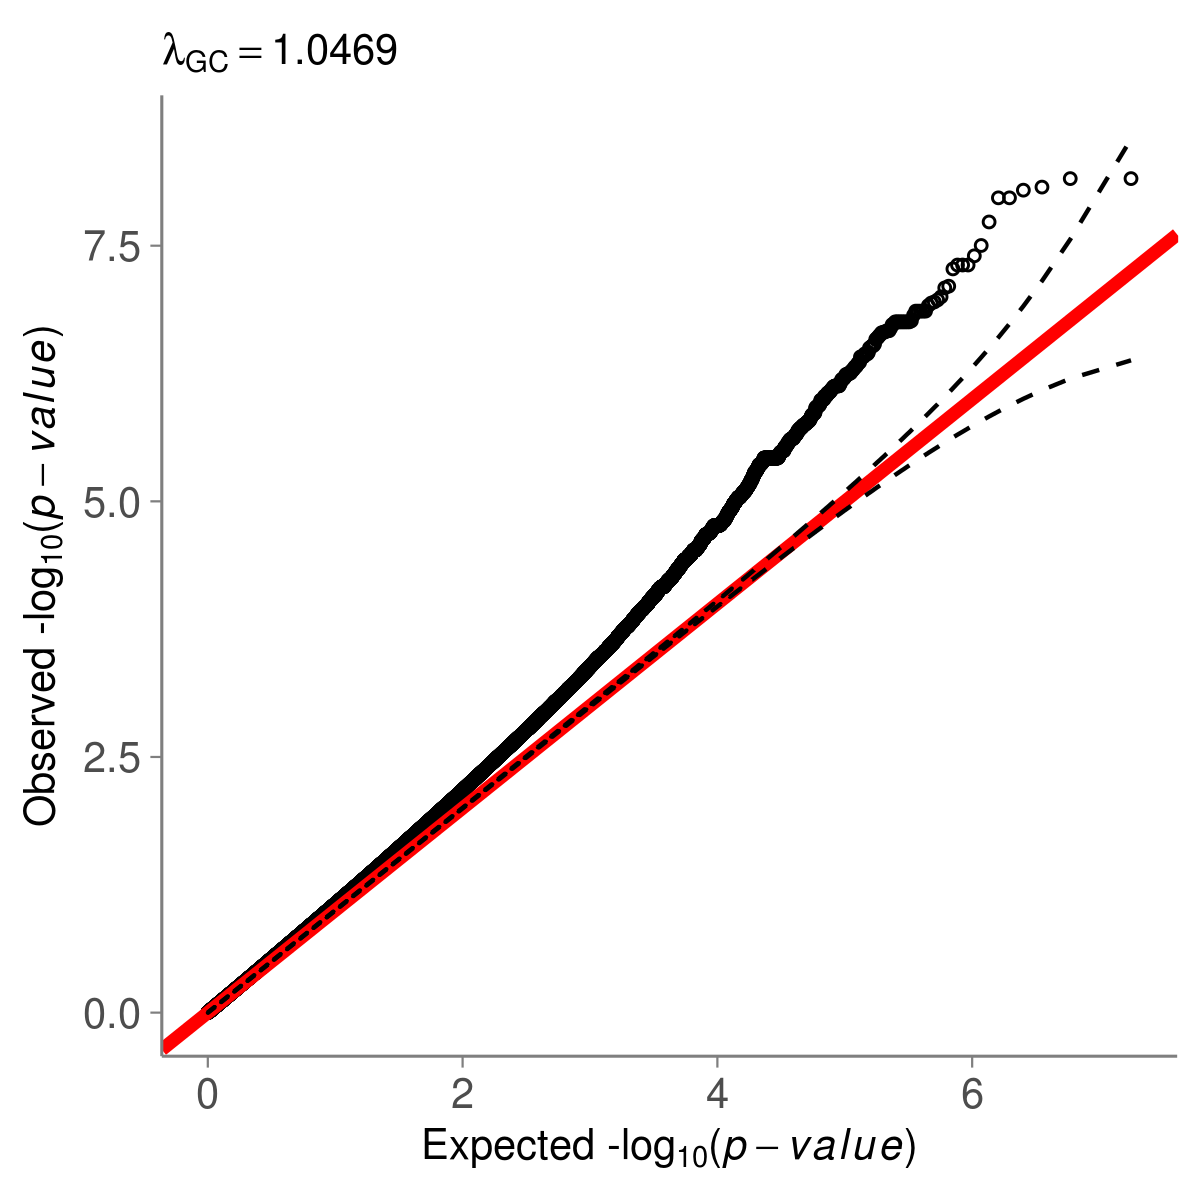 λGC = 1.0469
Observed -log10(p − value)
7.5
5.0
2.5
0.0
0 2 4 6
Expected -log10(p − value)